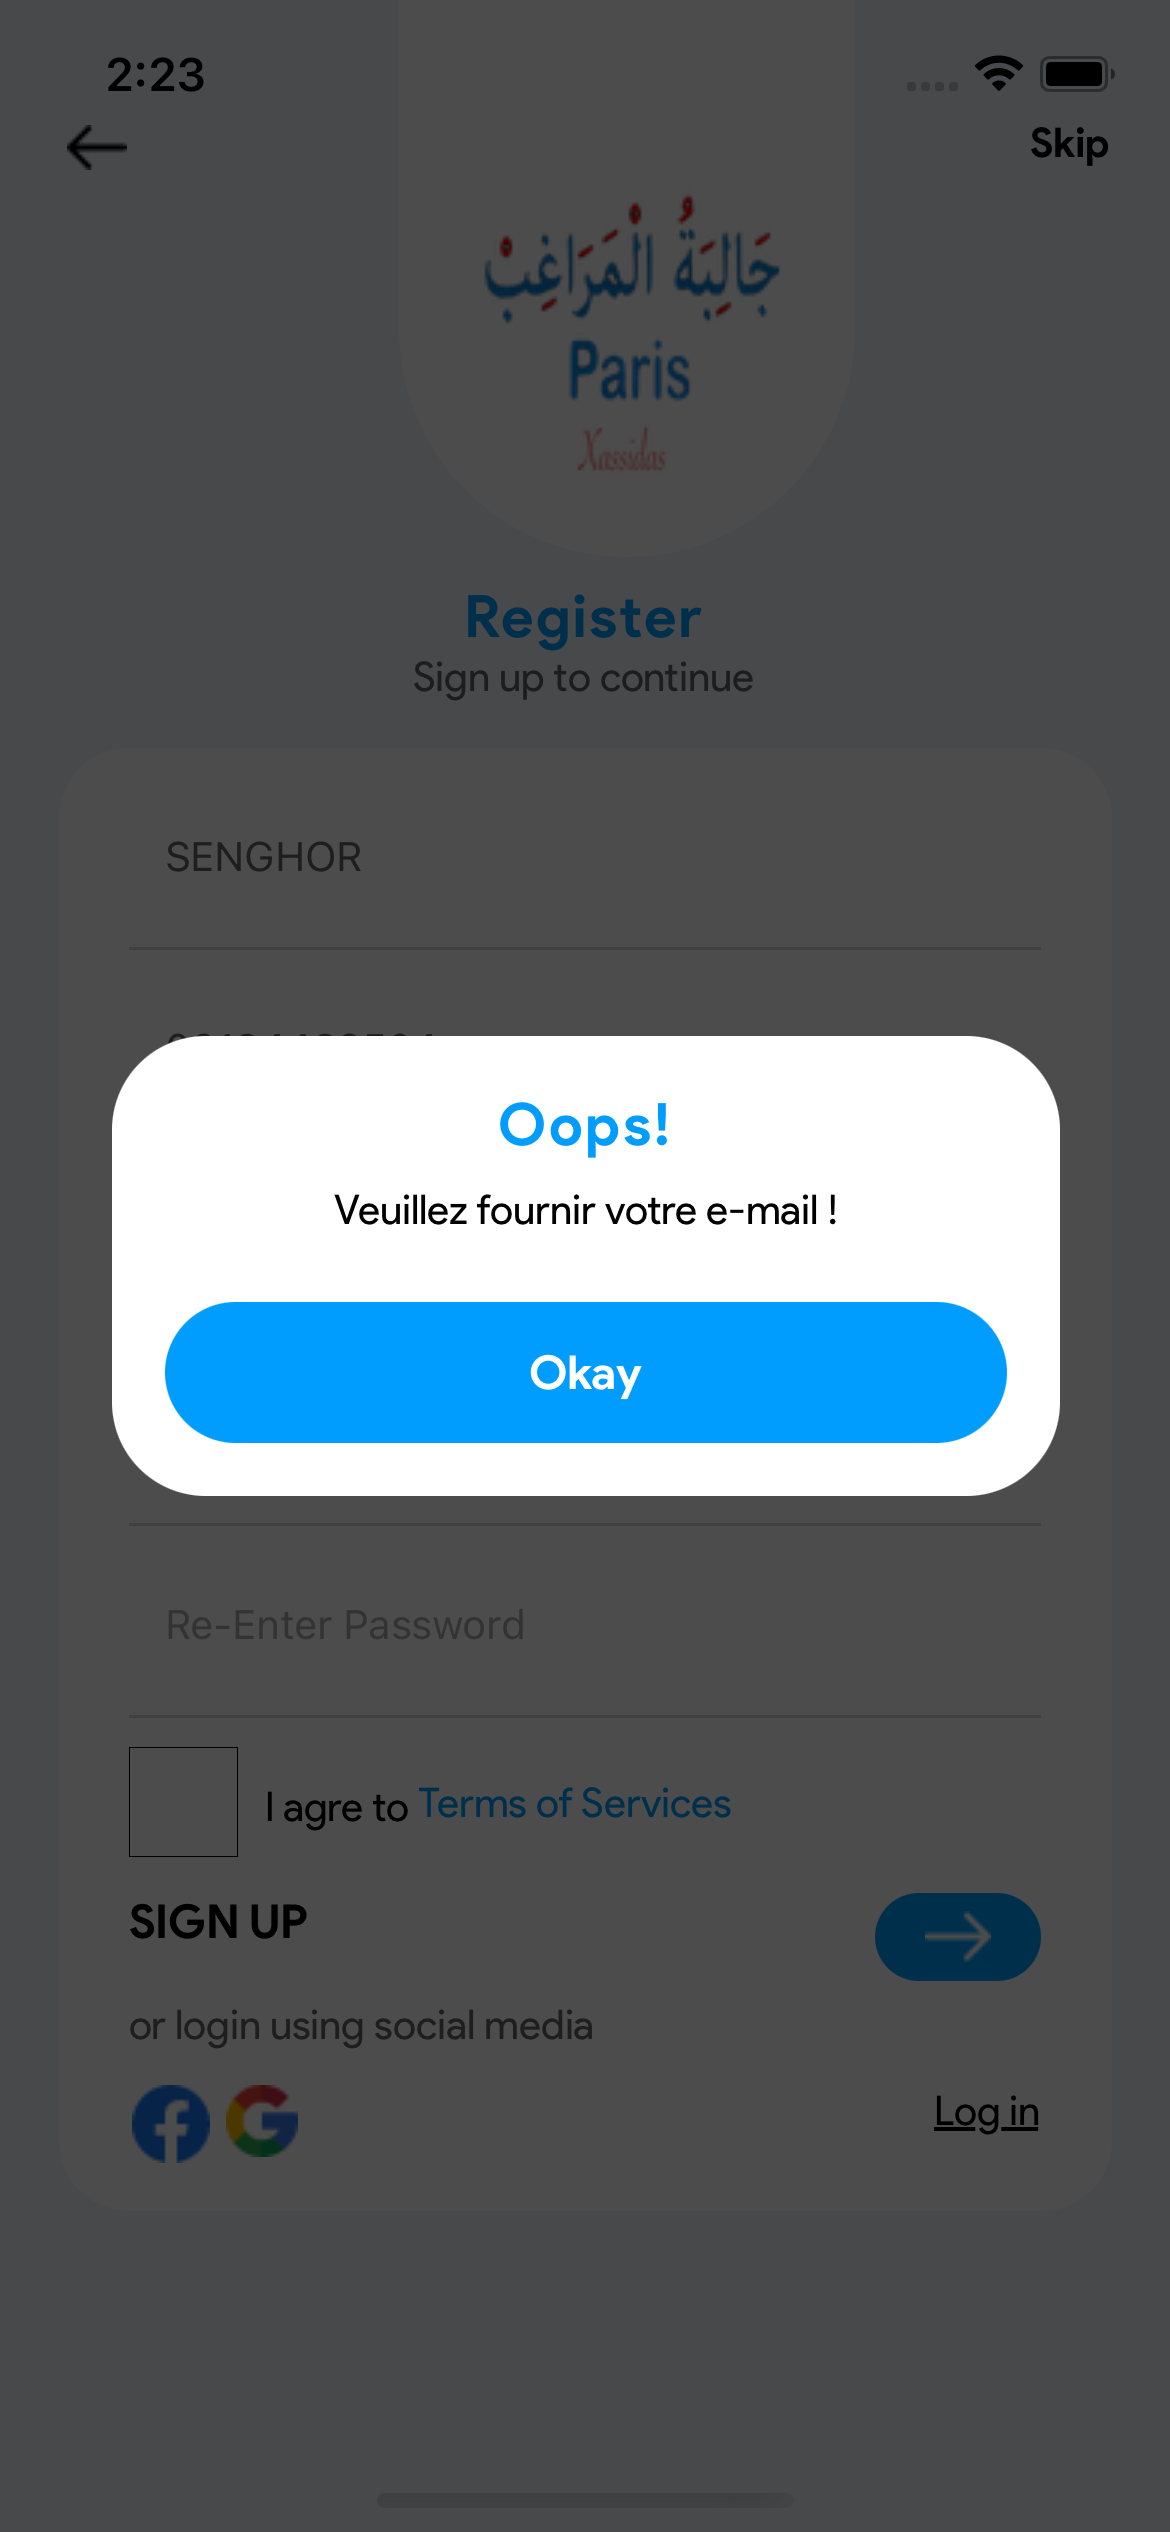 2:23
Skip
جَالِيَةُ الْمَرَاغِبْ
Paris
Xassidas
Register
Sign up to continue
SENGHOR
Oops!
Veuillez fournir votre e-mail !
Okay
Re-Enter Password
I agre to Terms of Services
SIGN UP
or login using social media
Log in